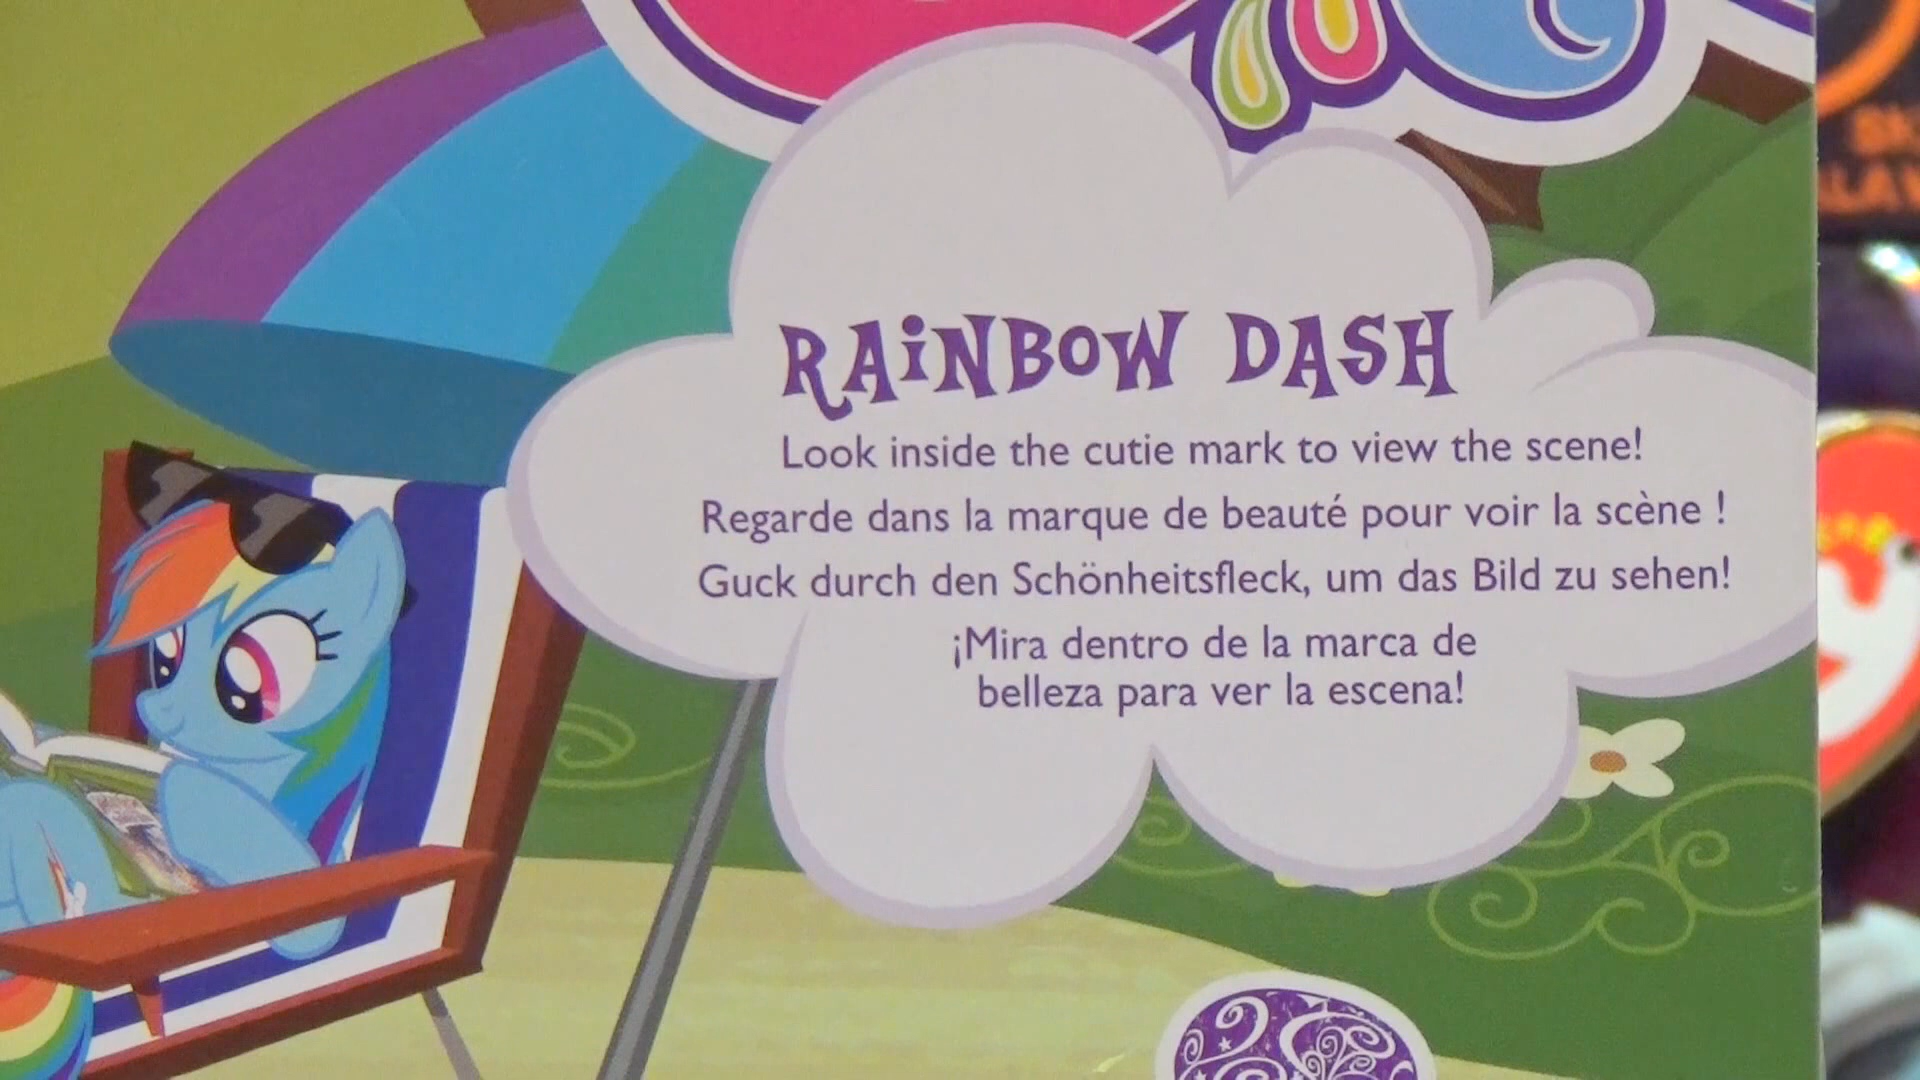 RAiNBOW DASH
Look inside the cutie mark to view the scene!
Regarde dans la marque de beauté pour voir la scène !
Guck durch den Schönheitsfleck, um das Bild zu sehen!
¡Mira dentro de la marca de
belleza para ver la escena!